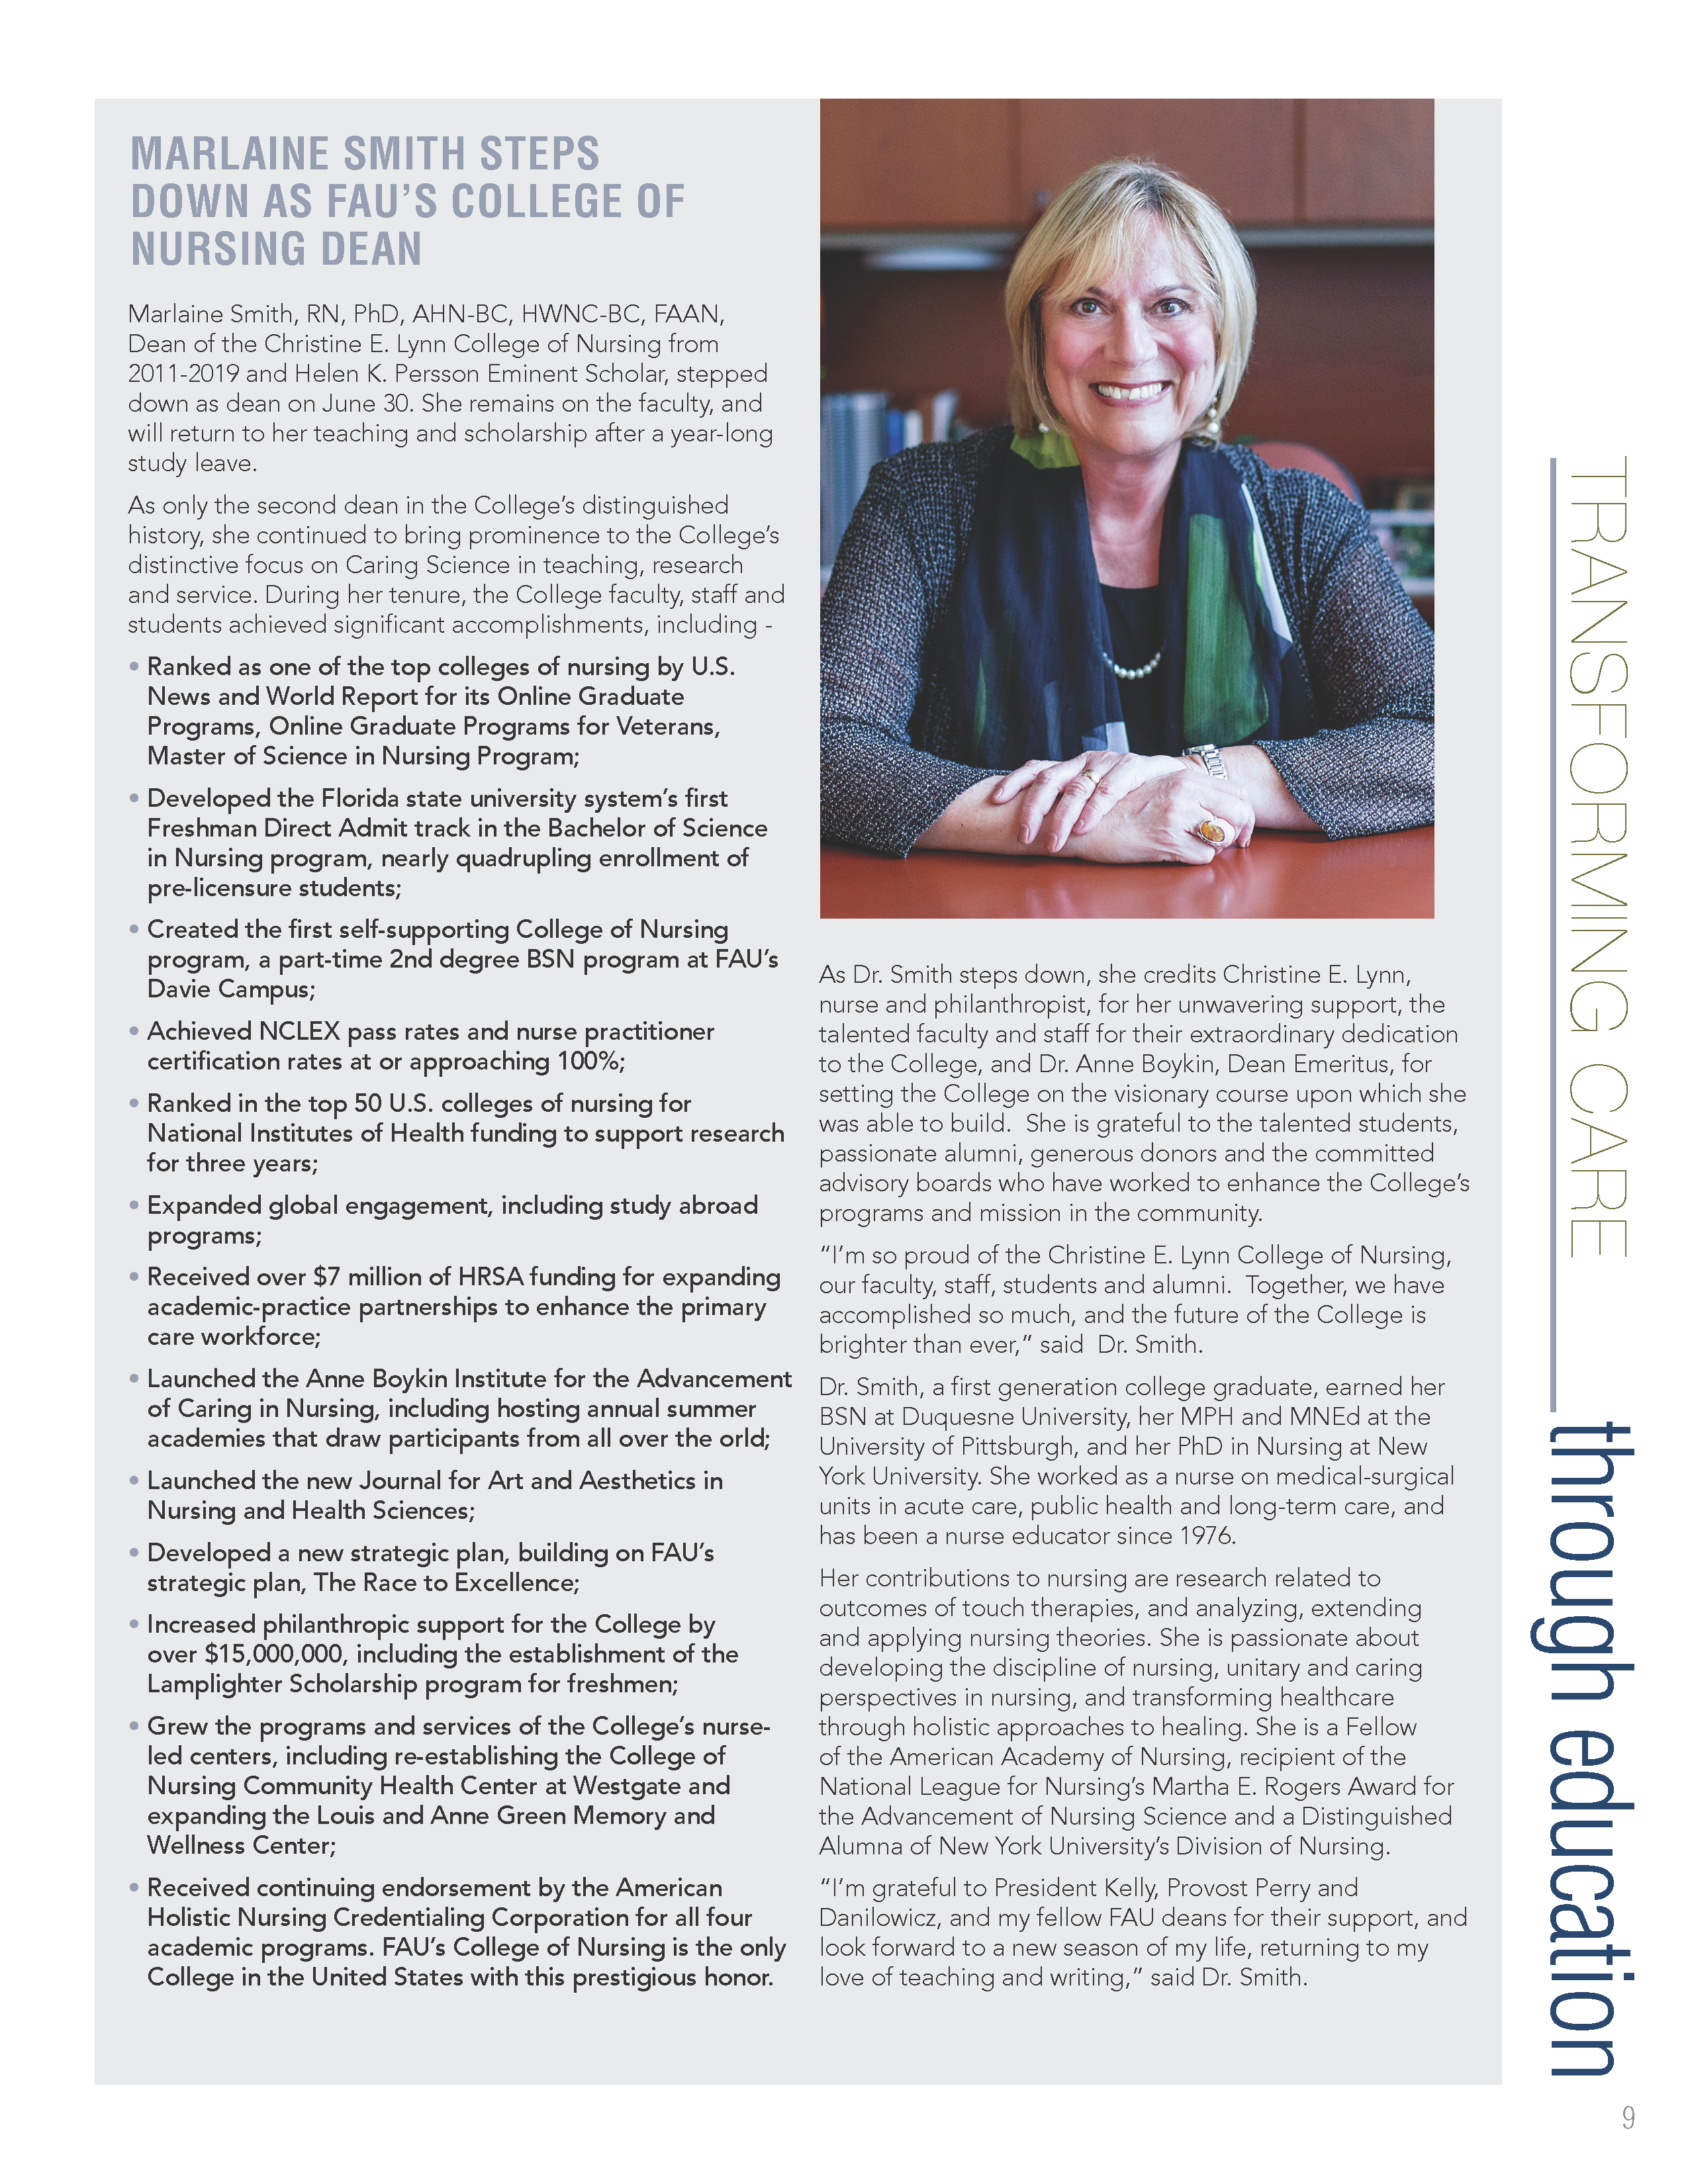 MARLAINE SMITH STEPS
DOWN AS FAU’S COLLEGE OF
NURSING DEAN
Marlaine Smith, RN, PhD, AHN-BC, HWNC-BC, FAAN,
Dean of the Christine E. Lynn College of Nursing from
2011-2019 and Helen K. Persson Eminent Scholar, stepped
down as dean on June 30. She remains on the faculty, and
will return to her teaching and scholarship after a year-long
study leave.
As only the second dean in the College’s distinguished
history, she continued to bring prominence to the College’s
distinctive focus on Caring Science in teaching, research
and service. During her tenure, the College faculty, staff and
students achieved significant accomplishments, including -
• Ranked as one of the top colleges of nursing by U.S.
News and World Report for its Online Graduate
Programs, Online Graduate Programs for Veterans,
Master of Science in Nursing Program;
• Developed the Florida state university system’s first
Freshman Direct Admit track in the Bachelor of Science
in Nursing program, nearly quadrupling enrollment of
pre-licensure students;
• Created the first self-supporting College of Nursing
program, a part-time 2nd degree BSN program at FAU’s
Davie Campus;
• Achieved NCLEX pass rates and nurse practitioner
certification rates at or approaching 100%;
• Ranked in the top 50 U.S. colleges of nursing for
National Institutes of Health funding to support research
for three years;
• Expanded global engagement, including study abroad
programs;
• Received over $7 million of HRSA funding for expanding
academic-practice partnerships to enhance the primary
care workforce;
• Launched the Anne Boykin Institute for the Advancement
of Caring in Nursing, including hosting annual summer
academies that draw participants from all over the orld;
• Launched the new Journal for Art and Aesthetics in
Nursing and Health Sciences;
• Developed a new strategic plan, building on FAU’s
strategic plan, The Race to Excellence;
• Increased philanthropic support for the College by
over $15,000,000, including the establishment of the
Lamplighter Scholarship program for freshmen;
• Grew the programs and services of the College’s nurse-
led centers, including re-establishing the College of
Nursing Community Health Center at Westgate and
expanding the Louis and Anne Green Memory and
Wellness Center;
• Received continuing endorsement by the American
Holistic Nursing Credentialing Corporation for all four
academic programs. FAU’s College of Nursing is the only
College in the United States with this prestigious honor.
As Dr. Smith steps down, she credits Christine E. Lynn,
nurse and philanthropist, for her unwavering support, the
talented faculty and staff for their extraordinary dedication
to the College, and Dr. Anne Boykin, Dean Emeritus, for
setting the College on the visionary course upon which she
was able to build. She is grateful to the talented students,
passionate alumni, generous donors and the committed
advisory boards who have worked to enhance the College’s
programs and mission in the community.
“I’m so proud of the Christine E. Lynn College of Nursing,
our faculty, staff, students and alumni. Together, we have
accomplished so much, and the future of the College is
brighter than ever,” said Dr. Smith.
Dr. Smith, a first generation college graduate, earned her
BSN at Duquesne University, her MPH and MNEd at the
University of Pittsburgh, and her PhD in Nursing at New
York University. She worked as a nurse on medical-surgical
units in acute care, public health and long-term care, and
has been a nurse educator since 1976.
Her contributions to nursing are research related to
outcomes of touch therapies, and analyzing, extending
and applying nursing theories. She is passionate about
developing the discipline of nursing, unitary and caring
perspectives in nursing, and transforming healthcare
through holistic approaches to healing. She is a Fellow
of the American Academy of Nursing, recipient of the
National League for Nursing’s Martha E. Rogers Award for
the Advancement of Nursing Science and a Distinguished
Alumna of New York University’s Division of Nursing.
“I’m grateful to President Kelly, Provost Perry and
Danilowicz, and my fellow FAU deans for their support, and
look forward to a new season of my life, returning to my
love of teaching and writing,” said Dr. Smith.
TRANSFORMING CARE
through education
9